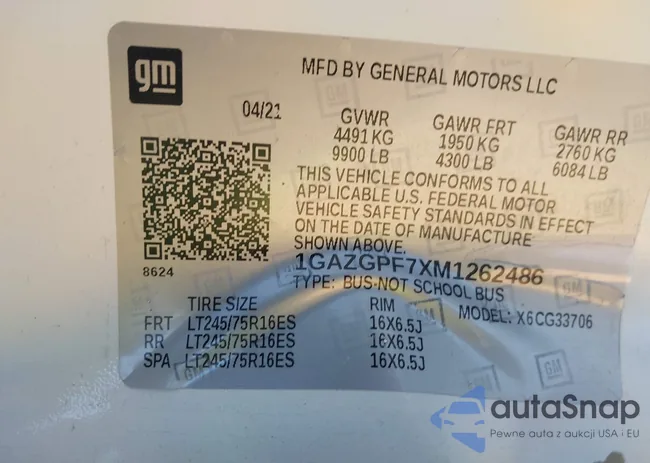 gm
MFD BY GENERAL MOTORS LLC
04/21
GVWR GAWR FRT GAWR RR
4491 KG 1950 KG 2760 KG
9900 LB 4300 LB 6084 LB
THIS VEHICLE CONFORMS TO ALL
APPLICABLE U.S. FEDERAL MOTOR
VEHICLE SAFETY STANDARDS IN EFFECT
ON THE DATE OF MANUFACTURE
SHOWN ABOVE.
8624
1GAZGPF7XM1262486
TYPE: BUS-NOT SCHOOL BUS
TIRE SIZE RIM MODEL: X6CG33706
FRT LT245/75R16ES 16X6.5J
RR LT245/75R16ES 16X6.5J
SPA LT245/75R16ES 16X6.5J
GM
autaSnap
Pewne auta z aukcji USA i EU